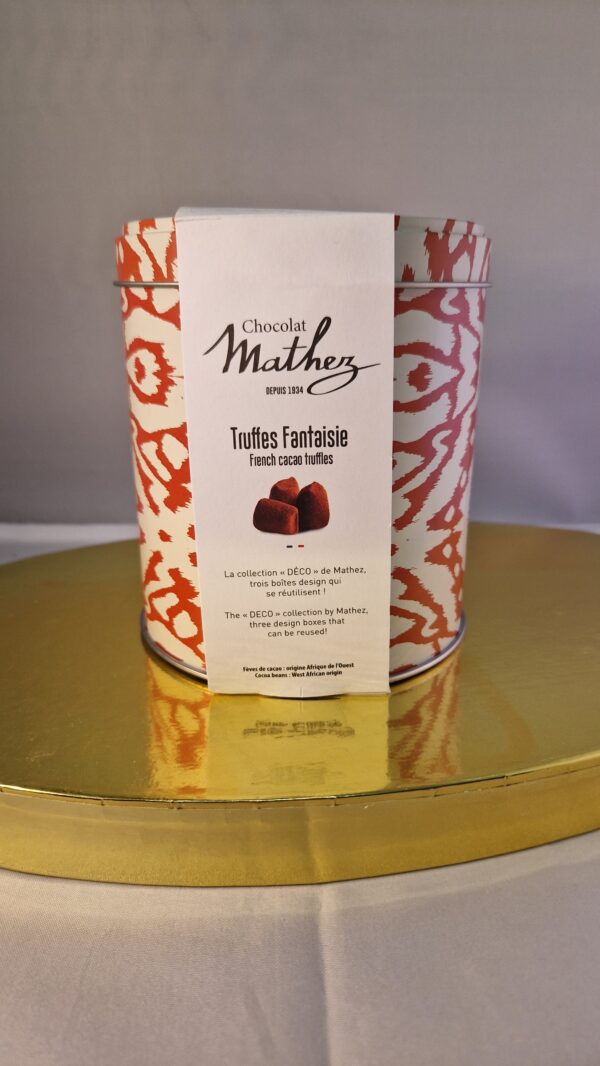 Chocolat
Mathez
DEPUIS 1934
Truffes Fantaisie
French cacao truffles
La collection « DÉCO » de Mathez,
trois boîtes design qui
se réutilisent !
The « DECO » collection by Mathez,
three design boxes that
can be reused!
Fèves de cacao : origine Afrique de l'Ouest
Cocoa beans : West African origin